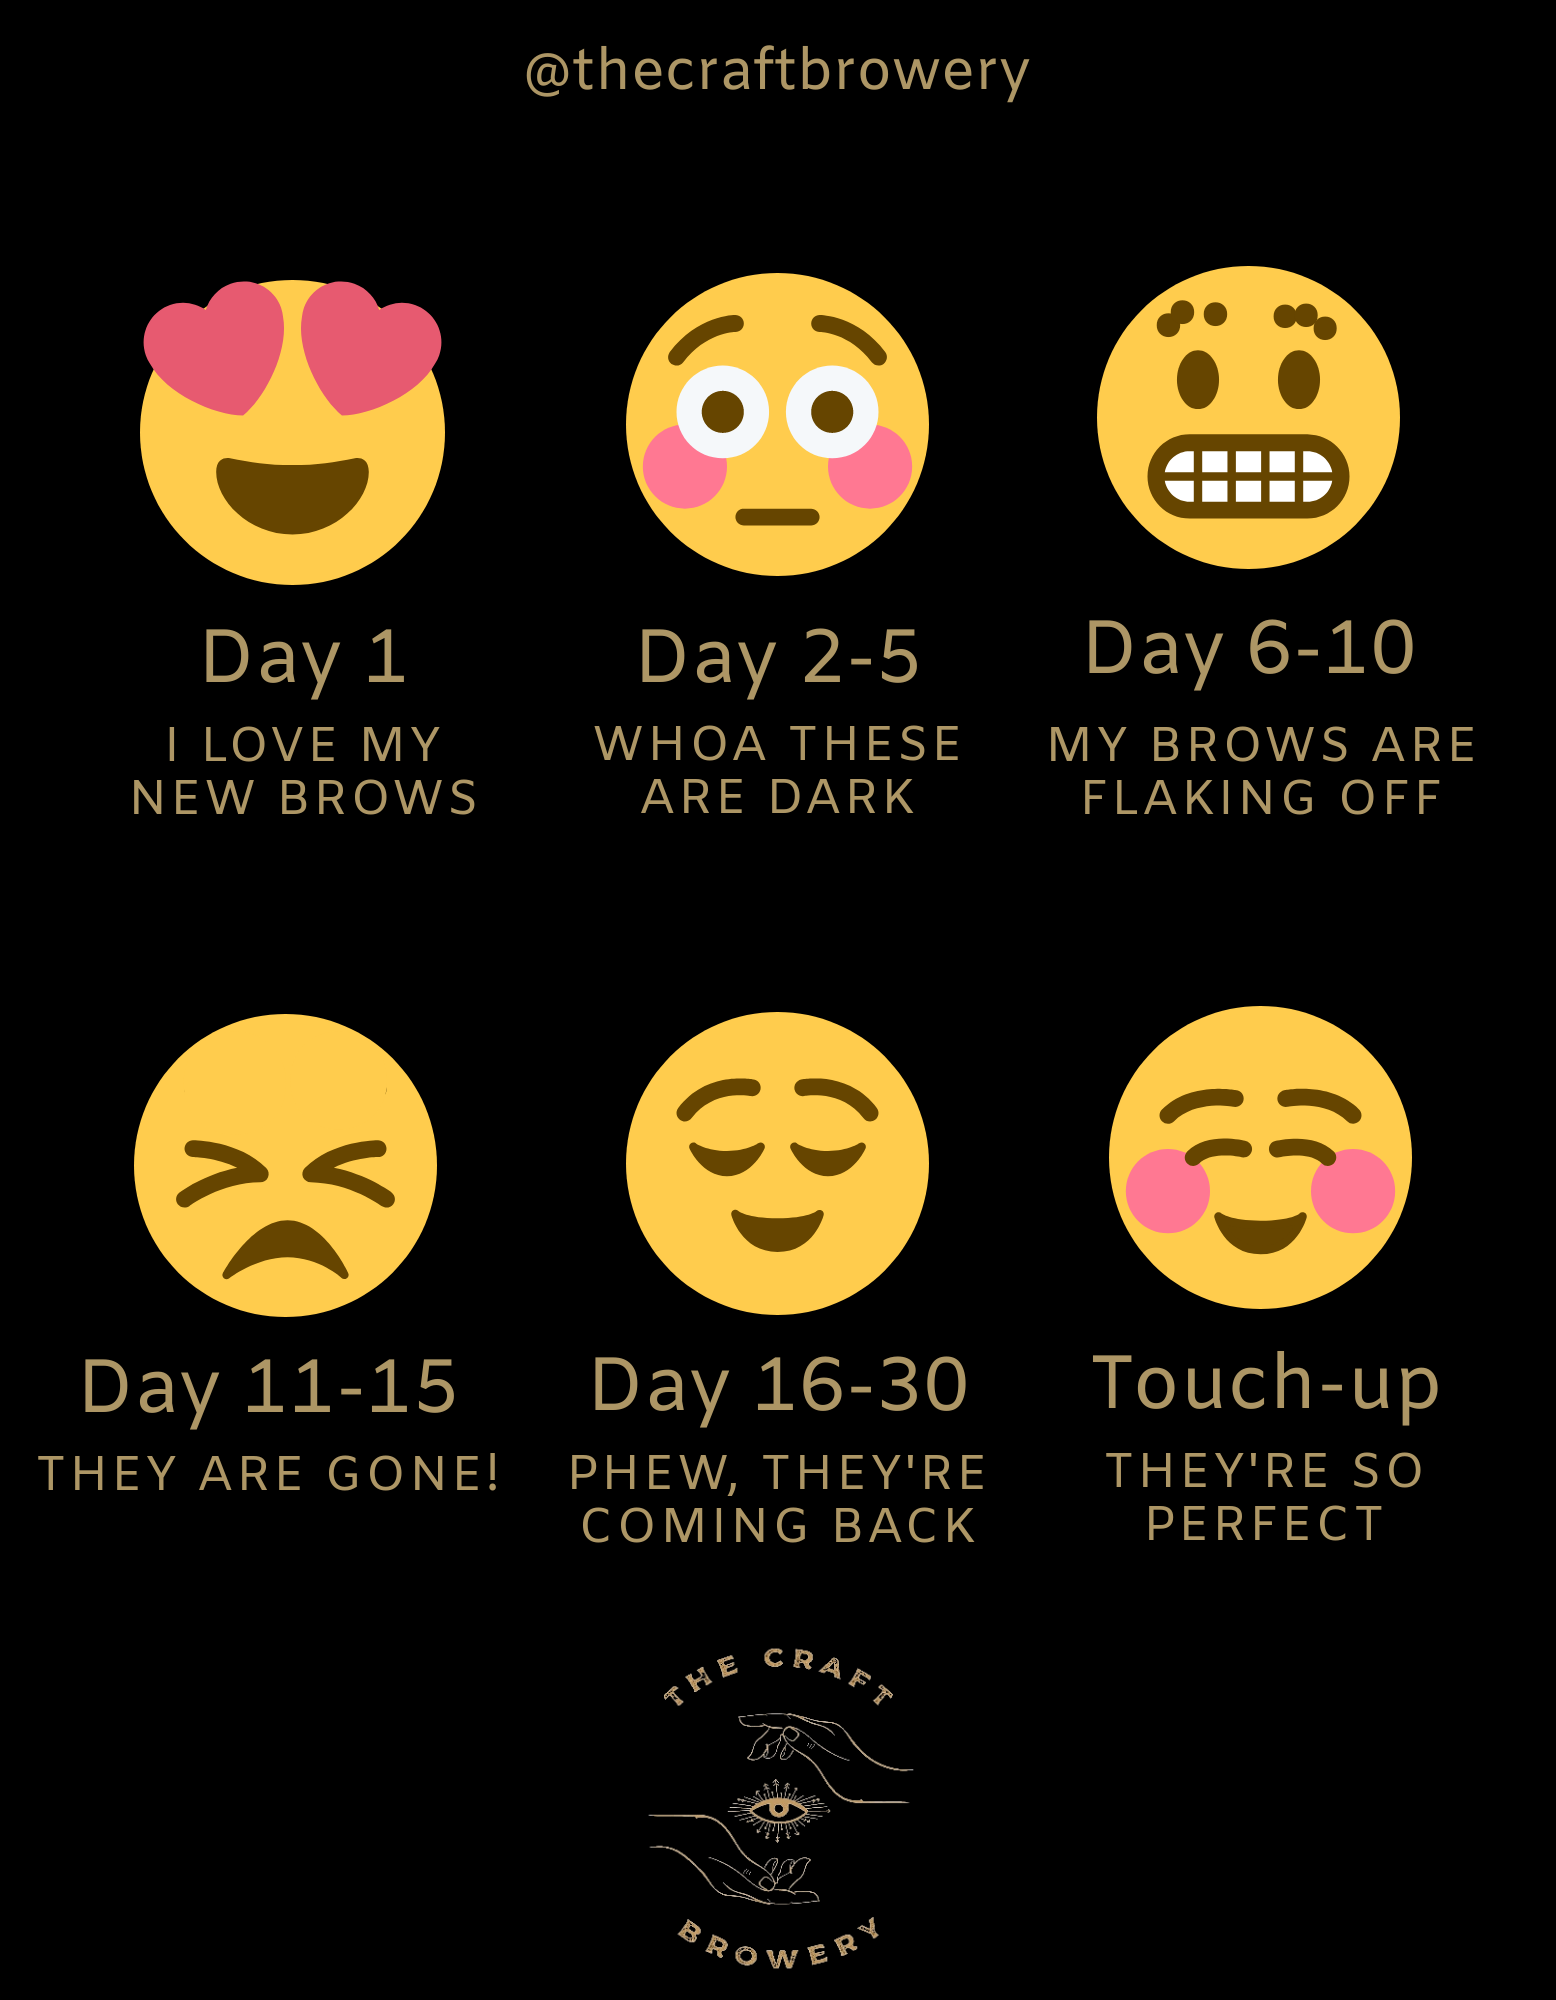 @thecraftbrowery
Day 1
I LOVE MY
NEW BROWS
Day 2-5
WHOA THESE
ARE DARK
Day 6-10
MY BROWS ARE
FLAKING OFF
Day 11-15
THEY ARE GONE!
Day 16-30
PHEW, THEY'RE
COMING BACK
Touch-up
THEY'RE SO
PERFECT
THE CRAFT
BROWERY